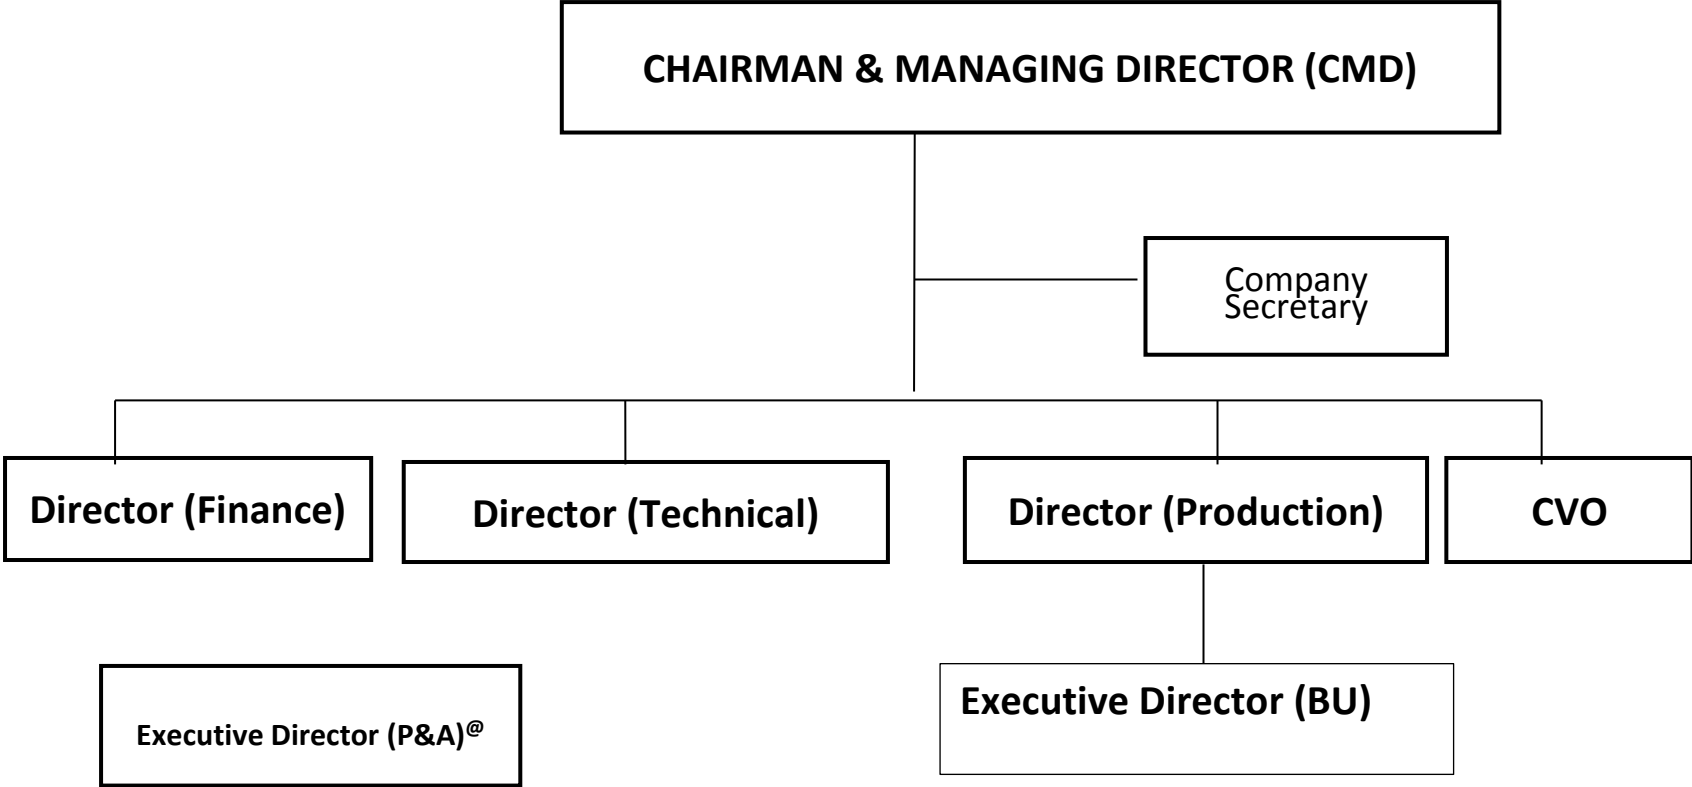 CHAIRMAN & MANAGING DIRECTOR (CMD)
Company
Secretary
Director (Finance)
Director (Technical)
Director (Production)
CVO
Executive Director (P&A)@
Executive Director (BU)